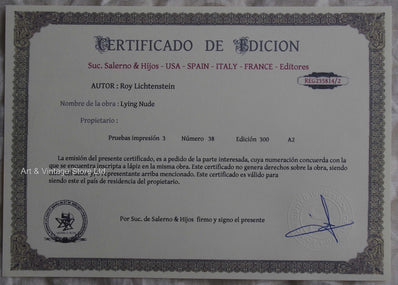 CERTIFICADO DE EDICION
Suc. Salerno & Hijos - USA - SPAIN - ITALY - FRANCE - Editores
REG255814/2
AUTOR : Roy Lichtenstein
Nombre de la obra : Lying Nude
Propietario :
Pruebas impresión 3 Número 38 Edición 300 A2
La emisión del presente certificado, es a pedido de la parte interesada, cuya numeración concuerda con la
que se encuentra inscripta a lápiz en la misma obra. Este certificado no genera derechos sobre la obra, siendo
representante arriba mencionado. Este certificado es válido para
siendo este el país de residencia del propietario.
Art & Vintage Store Ltd
Por Suc. de Salerno & Hijos firmo y signo el presente